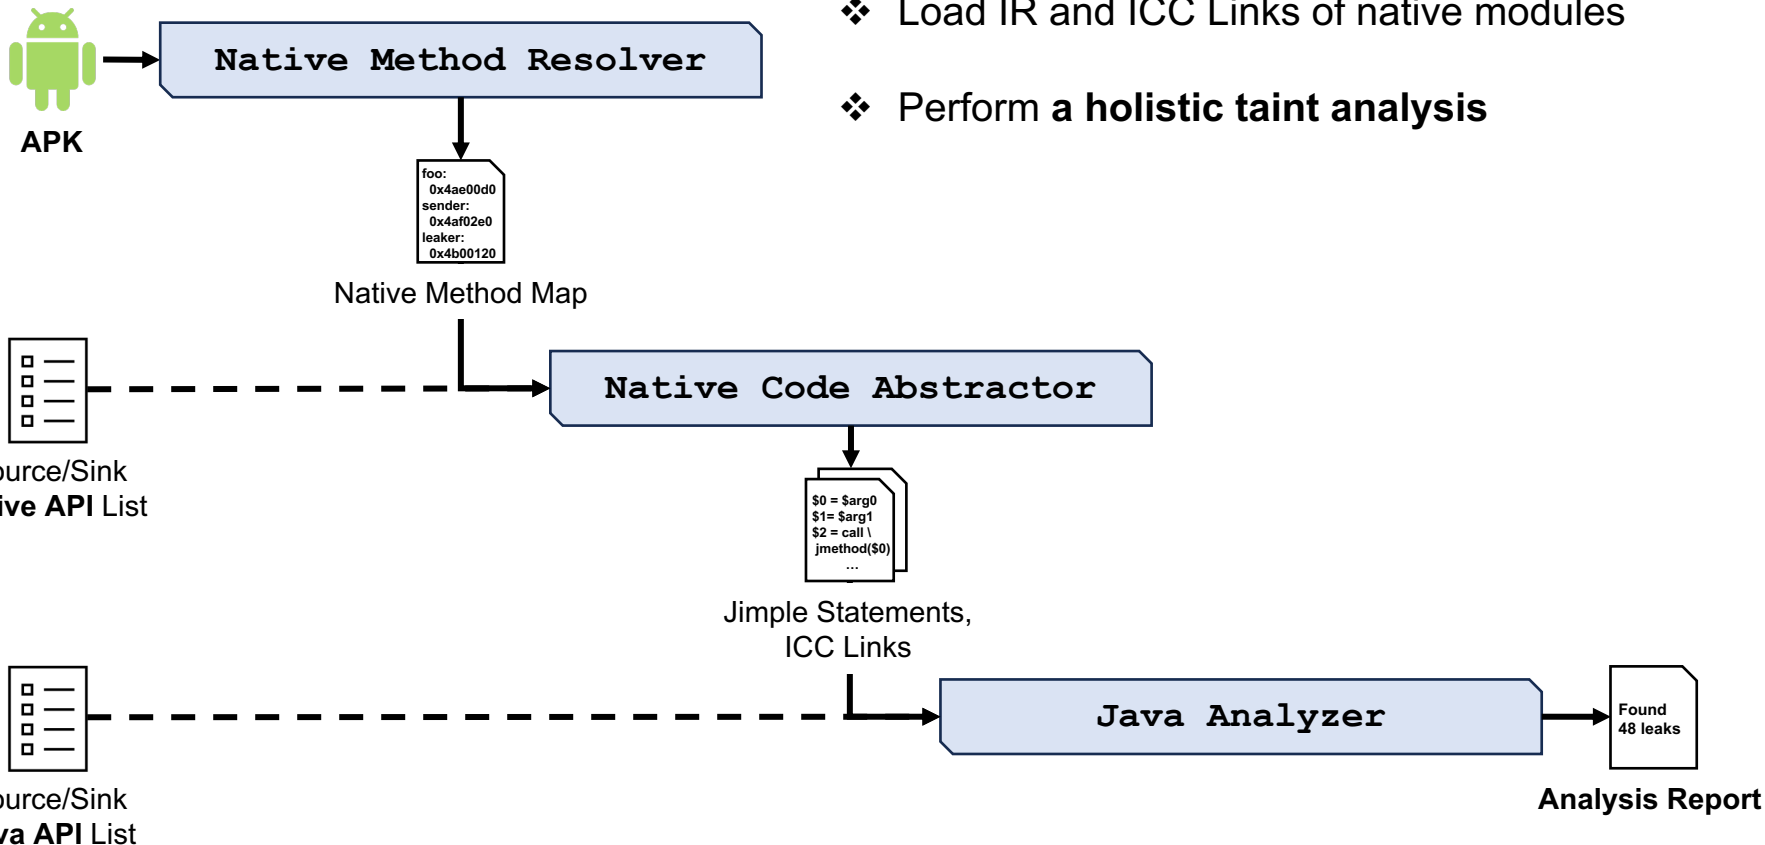 ❖ Load IR and ICC Links of native modules
Native Method Resolver
❖ Perform a holistic taint analysis
APK
foo:
0x4ae00d0
sender:
0x4af02e0
leaker:
0x4b00120
Native Method Map
Native Code Abstractor
ource/Sink
ive API List
$0 = $arg0
$1= $arg1
$2 = call \
jmethod($0)
...
Jimple Statements,
ICC Links
Java Analyzer
Found
48 leaks
Analysis Report
ource/Sink
va API List